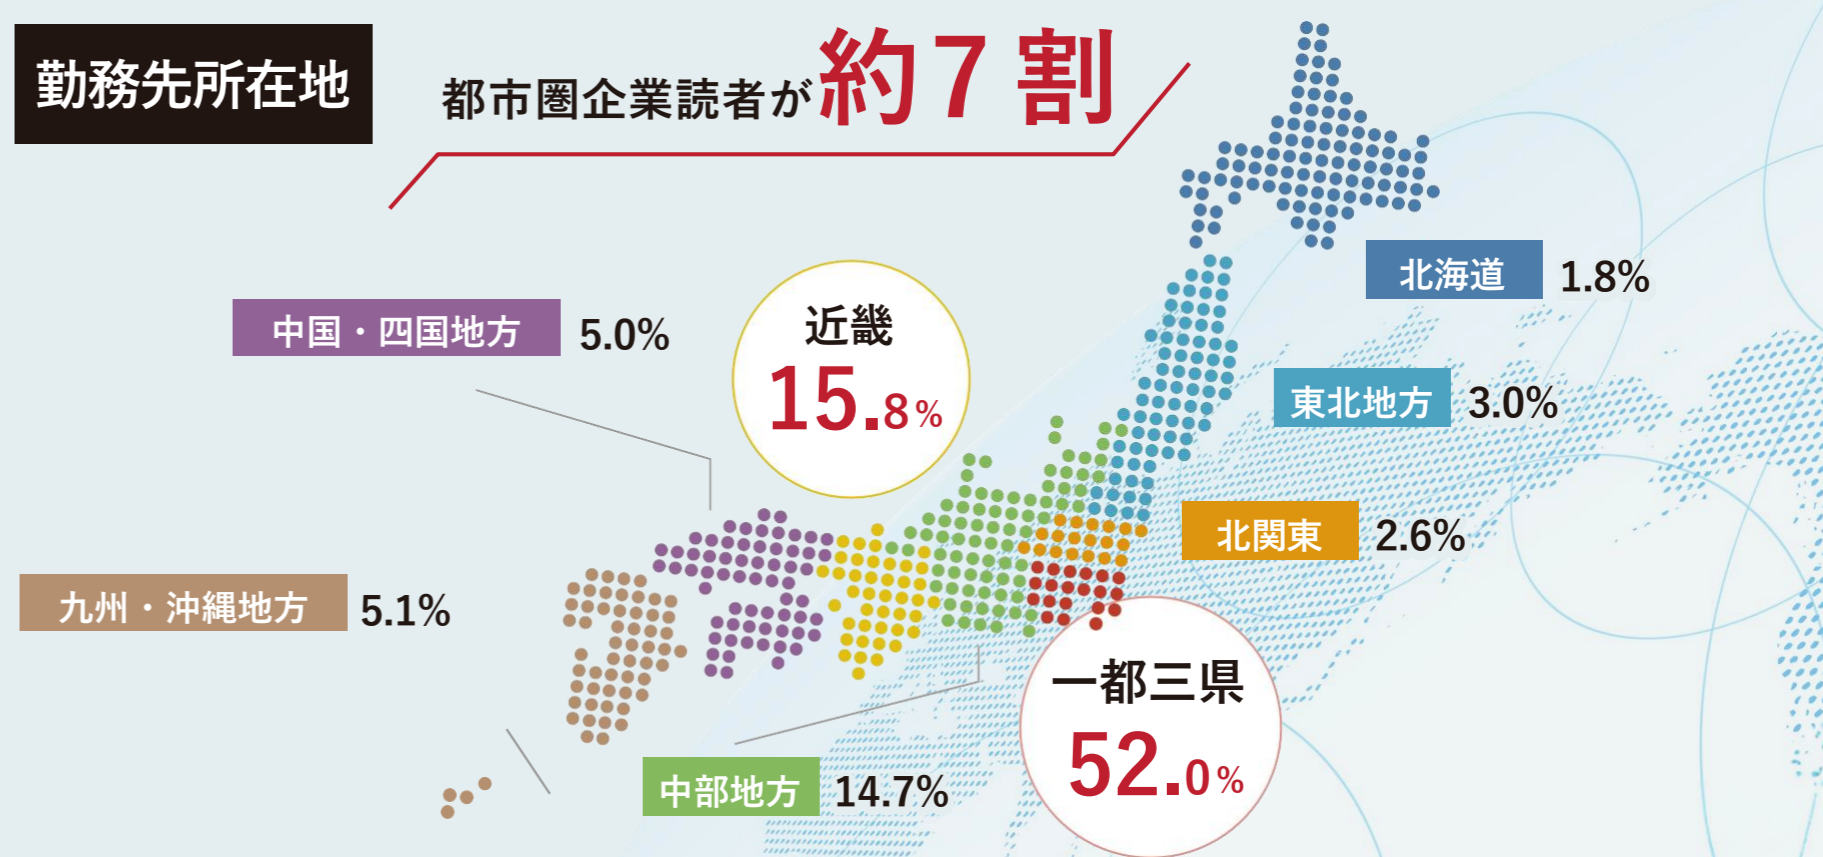 勤務先所在地
都市圏企業読者が約7割
北海道 1.8%
中国・四国地方 5.0%
近畿
15.8%
東北地方 3.0%
北関東 2.6%
九州・沖縄地方 5.1%
一都三県
52.0%
中部地方 14.7%